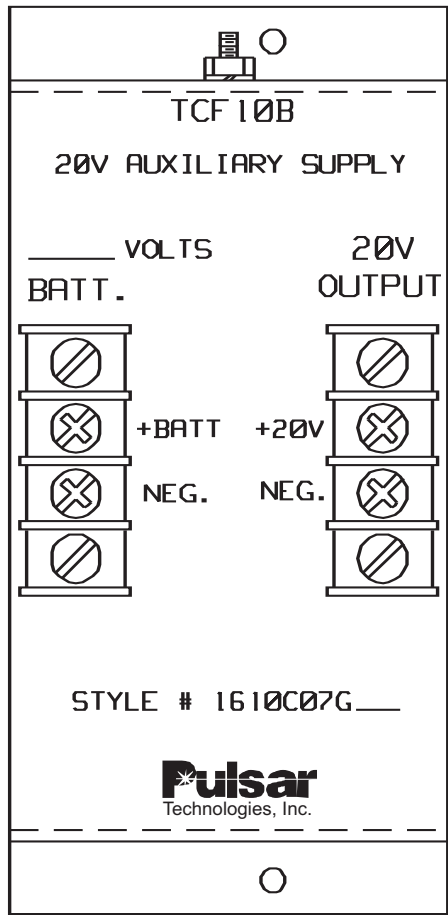 TCF10B
20V AUXILIARY SUPPLY
_____ VOLTS
BATT.
20V
OUTPUT
+BATT
+20V
NEG.
NEG.
STYLE # 1610C07G___
Pulsar
Technologies, Inc.